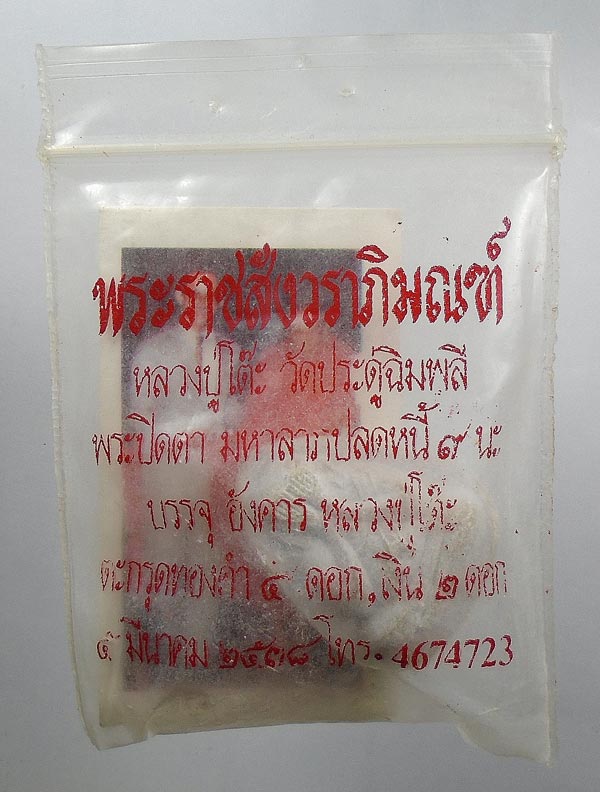 พระราชสังวราภิมณฑ์
หลวงปู่โต๊ะ วัดประดู่ฉิมพลี
พระปิดตา มหาลาภปลดหนี้ ๙ นะ
บรรจุ อังคาร หลวงปู่โต๊ะ
ตะกรุดทองคำ ๔ ดอก, เงิน ๒ ดอก
๕ มีนาคม ๒๕๓๘ โทร. 4674723